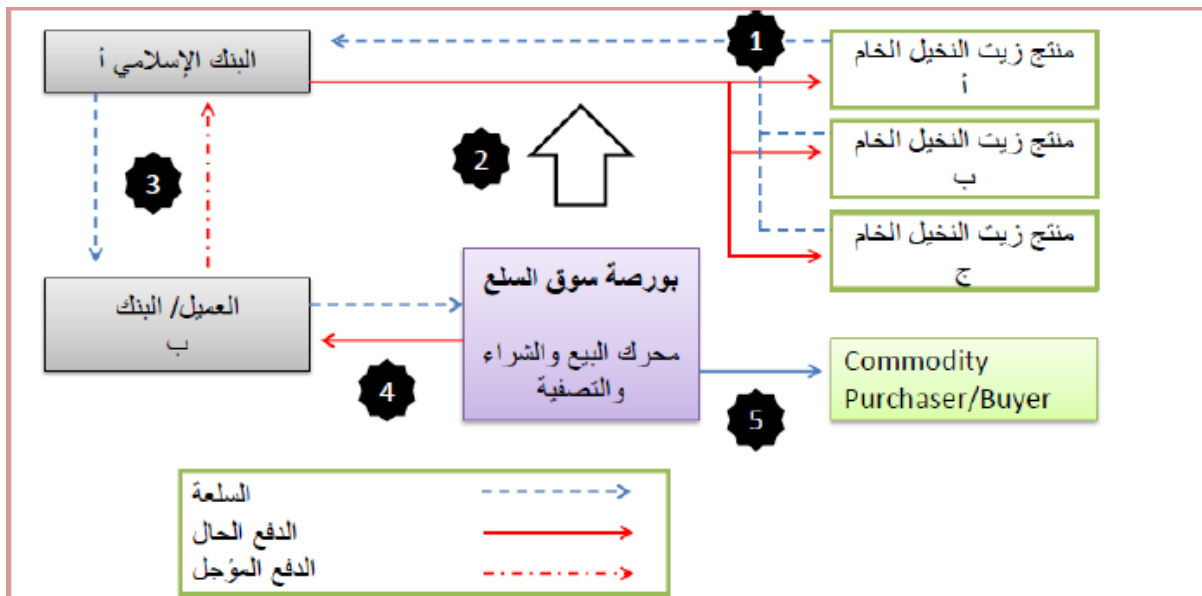 البنك الإسلامي أ
1
منتج زيت النخيل الخام
أ
2
3
منتج زيت النخيل الخام
ب
منتج زيت النخيل الخام
ج
العميل/ البنك
ب
بورصة سوق السلع
محرك البيع والشراء
والتصفية
4
5
Commodity
Purchaser/Buyer
السلعة
الدفع الحال
الدفع المؤجل